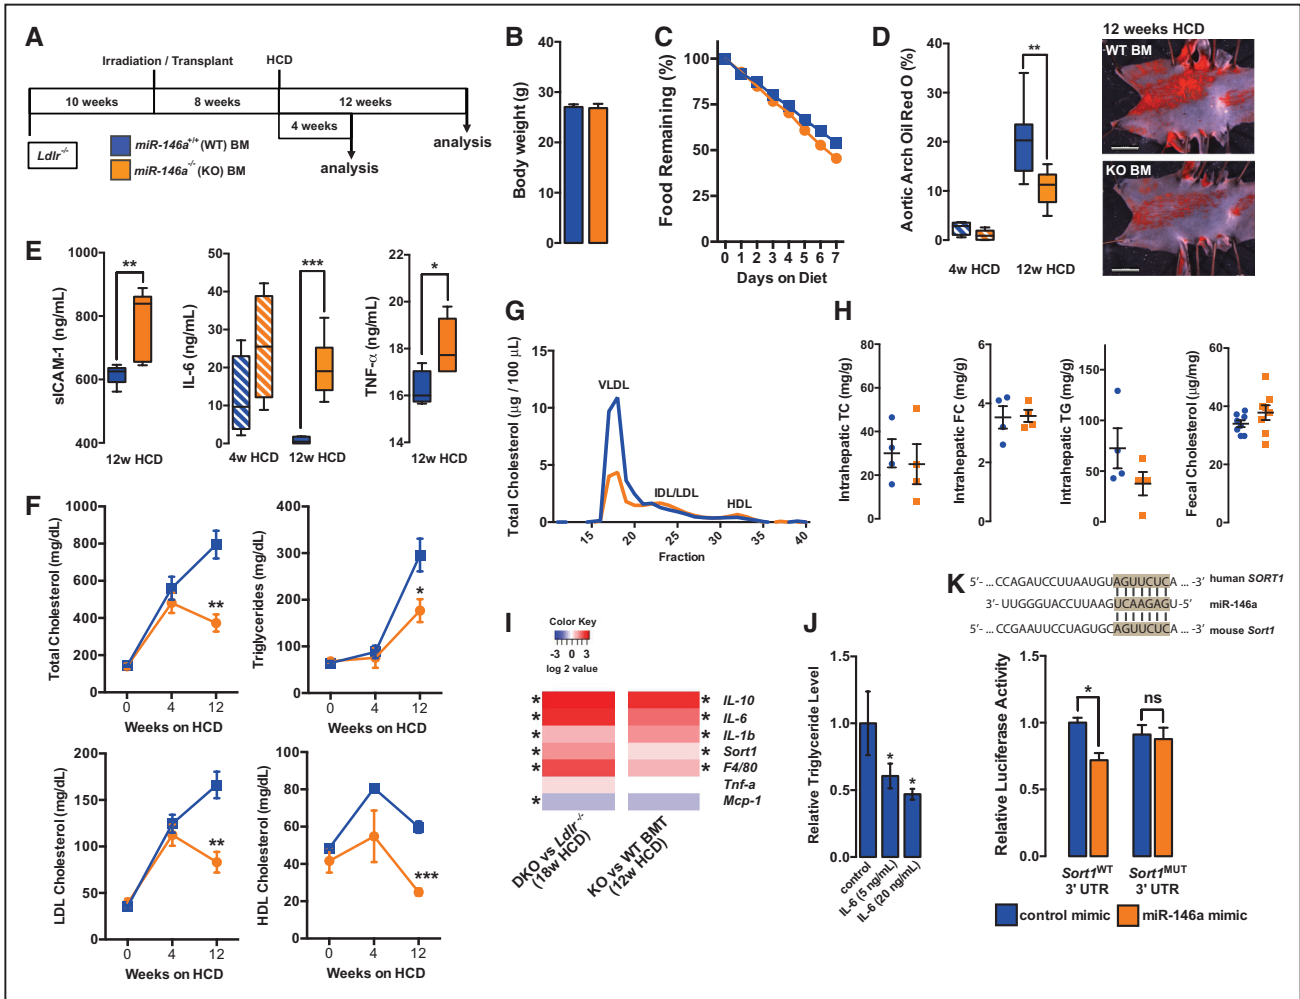 A
Irradiation / Transplant
HCD
10 weeks
8 weeks
12 weeks
4 weeks
Ldlr-/-
miR-146a+/+ (WT) BM
miR-146a-/- (KO) BM
analysis
analysis
B
Body weight (g)
40
30
20
10
0
C
Food Remaining (%)
100
75
50
25
0
0 1 2 3 4 5 6 7
Days on Diet
D
Aortic Arch Oil Red O (%)
40
30
20
10
0
**
4w HCD
12w HCD
12 weeks HCD
WT BM
KO BM
E
sICAM-1 (ng/mL)
1000
800
600
400
**
12w HCD
IL-6 (ng/mL)
50
40
30
20
10
0
***
4w HCD
12w HCD
TNF-α (ng/mL)
22
20
18
16
14
*
12w HCD
F
Total Cholesterol (mg/dL)
1000
800
600
400
200
0
**
0 4 12
Weeks on HCD
Triglycerides (mg/dL)
400
300
200
100
0
*
0 4 12
Weeks on HCD
LDL Cholesterol (mg/dL)
200
150
100
50
0
**
0 4 12
Weeks on HCD
HDL Cholesterol (mg/dL)
100
80
60
40
20
0
***
0 4 12
Weeks on HCD
G
Total Cholesterol (µg / 100 µL)
15
10
5
0
VLDL
IDL/LDL
HDL
15 20 25 30 35 40
Fraction
H
Intrahepatic TC (mg/g)
80
60
40
20
0
Intrahepatic FC (mg/g)
6
4
2
0
Intrahepatic TG (mg/g)
150
100
50
0
Fecal Cholesterol (µg/mg)
60
40
20
0
I
Color Key
-3 0 3
log 2 value
* * IL-10
* * IL-6
* * IL-1b
* * Sort1
* * F4/80
Tnf-a
* Mcp-1
DKO vs Ldlr-/-
(18w HCD)
KO vs WT BMT
(12w HCD)
J
Relative Triglyceride Level
1.5
1.0
0.5
0.0
*
*
control
IL-6 (5 ng/mL)
IL-6 (20 ng/mL)
K
5'- ... CCAGAUCCUUAAUGUAGUUCUCA ... -3' human SORT1
3'- UUGGGUACCUUAAGUCAAGAGU-5' miR-146a
5'- ... CCGAAUUCCUAGUGCAGUUCUCA ... -3' mouse Sort1
Relative Luciferase Activity
1.5
1.0
0.5
0.0
*
ns
Sort1WT
3' UTR
Sort1MUT
3' UTR
control mimic
miR-146a mimic